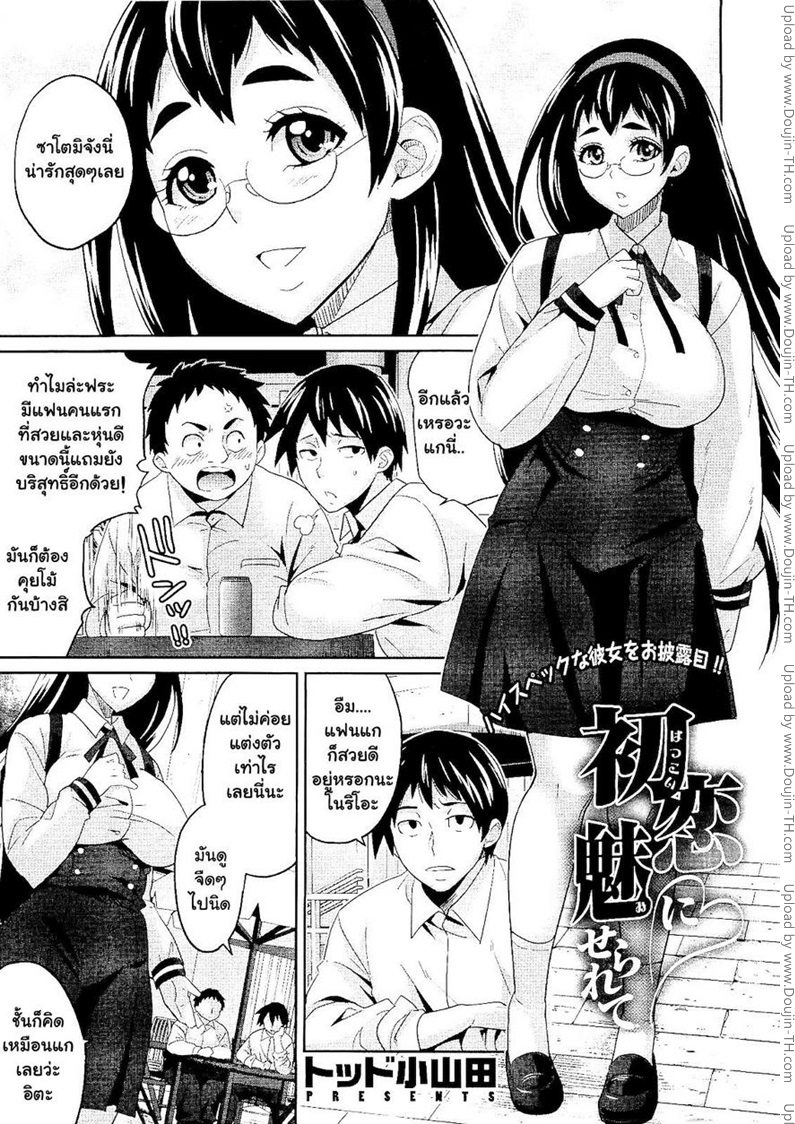 ซาโตมิจังนี่
น่ารักสุดๆเลย
อีกแล้ว
เหรอวะ
แกนี่..
ทำไมล่ะฟระ
มีแฟนคนแรก
ที่สวยและหุ่นดี
ขนาดนี้แถมยัง
บริสุทธิ์อีกด้วย!
มันก็ต้อง
คุยโม้
กันบ้างสิ
ハイスペックな彼女をお披露目!!
初恋に
はつこい
魅せられて
み
อืม....
แฟนแก
ก็สวยดี
อยู่หรอกนะ
โนริโอะ
แต่ไม่ค่อย
แต่งตัว
เท่าไร
เลยนี่นะ
มันดู
จืดๆ
ไปนิด
ชั้นก็คิด
เหมือนแก
เลยว่ะ
อิตะ
トッド小山田
PRESENTS
Upload by www.Doujin-TH.com
Upload by www.Doujin-TH.com
Upload by www.Doujin-TH.com
Upload by www.Doujin-TH.com
Upload by www.Doujin-TH.com